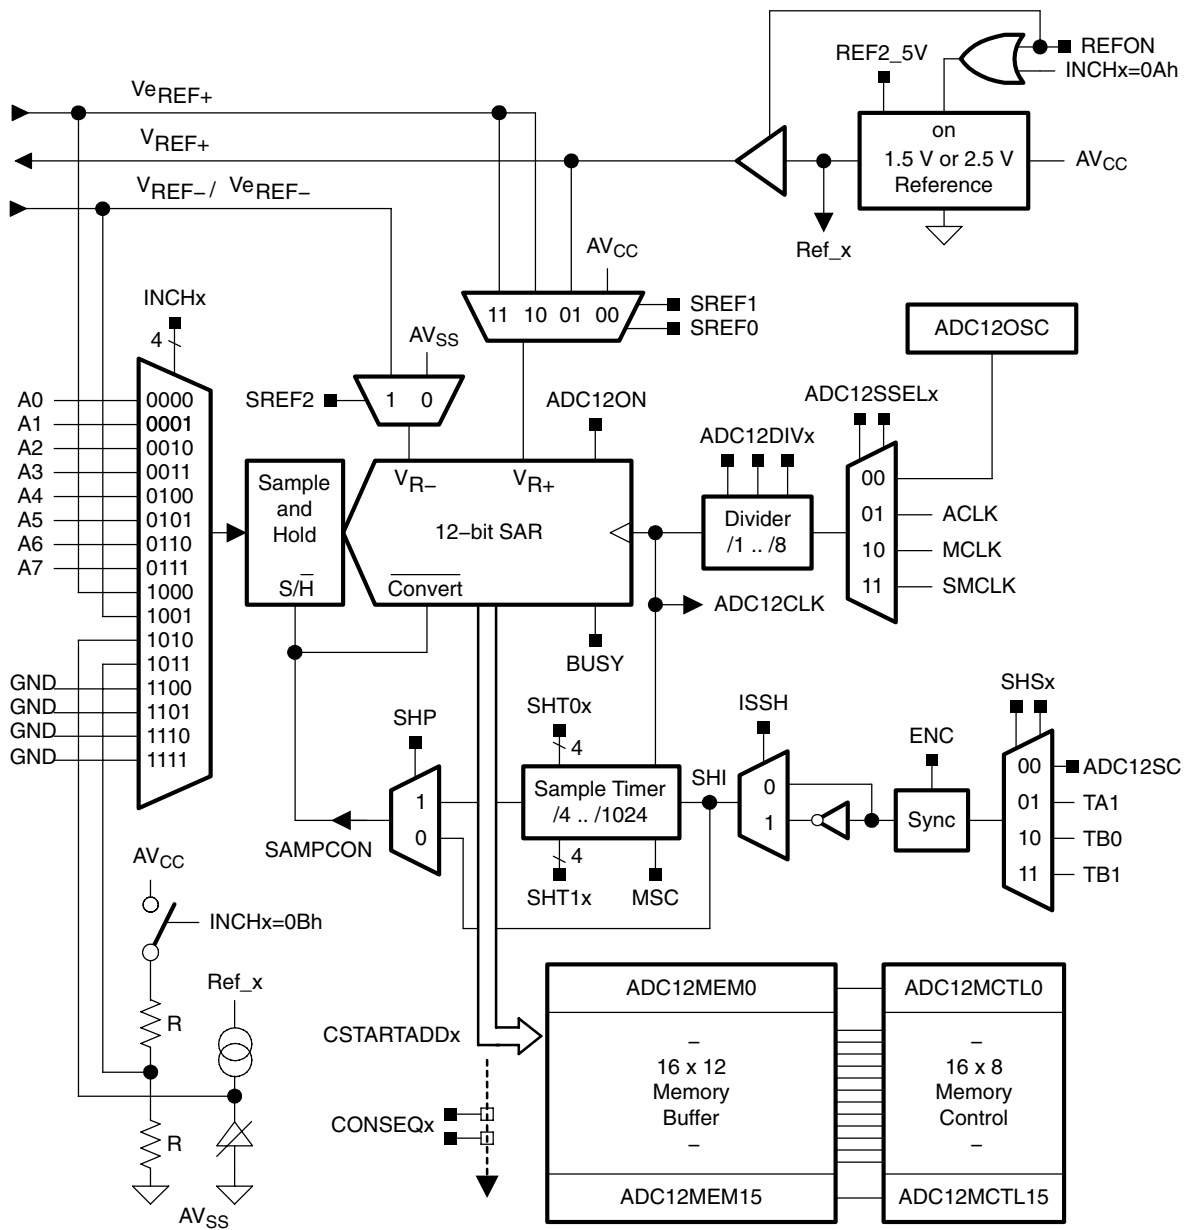 REFON
INCHx=0Ah
REF2_5V
VeREF+
VREF+
VREF− / VeREF−
on
1.5 V or 2.5 V
Reference
AVCC
Ref_x
AVCC
INCHx
4
11 10 01 00
SREF1
SREF0
ADC12OSC
AVSS
SREF2
1 0
ADC12ON
ADC12SSELx
ADC12DIVx
A0
A1
A2
A3
A4
A5
A6
A7
GND
GND
GND
GND
0000
0001
0010
0011
0100
0101
0110
0111
1000
1001
1010
1011
1100
1101
1110
1111
Sample
and
Hold
S/H
VR−
VR+
12−bit SAR
Convert
Divider
/1 .. /8
00
01
10
11
ACLK
MCLK
SMCLK
ADC12CLK
BUSY
SHP
SHT0x
4
ISSH
ENC
SHSx
1
0
SAMPCON
Sample Timer
/4 .. /1024
SHI
0
1
Sync
00
01
10
11
ADC12SC
TA1
TB0
TB1
4
SHT1x
MSC
AVCC
INCHx=0Bh
Ref_x
R
R
AVSS
CSTARTADDx
CONSEQx
ADC12MEM0
–
16 x 12
Memory
Buffer
–
ADC12MEM15
ADC12MCTL0
–
16 x 8
Memory
Control
–
ADC12MCTL15